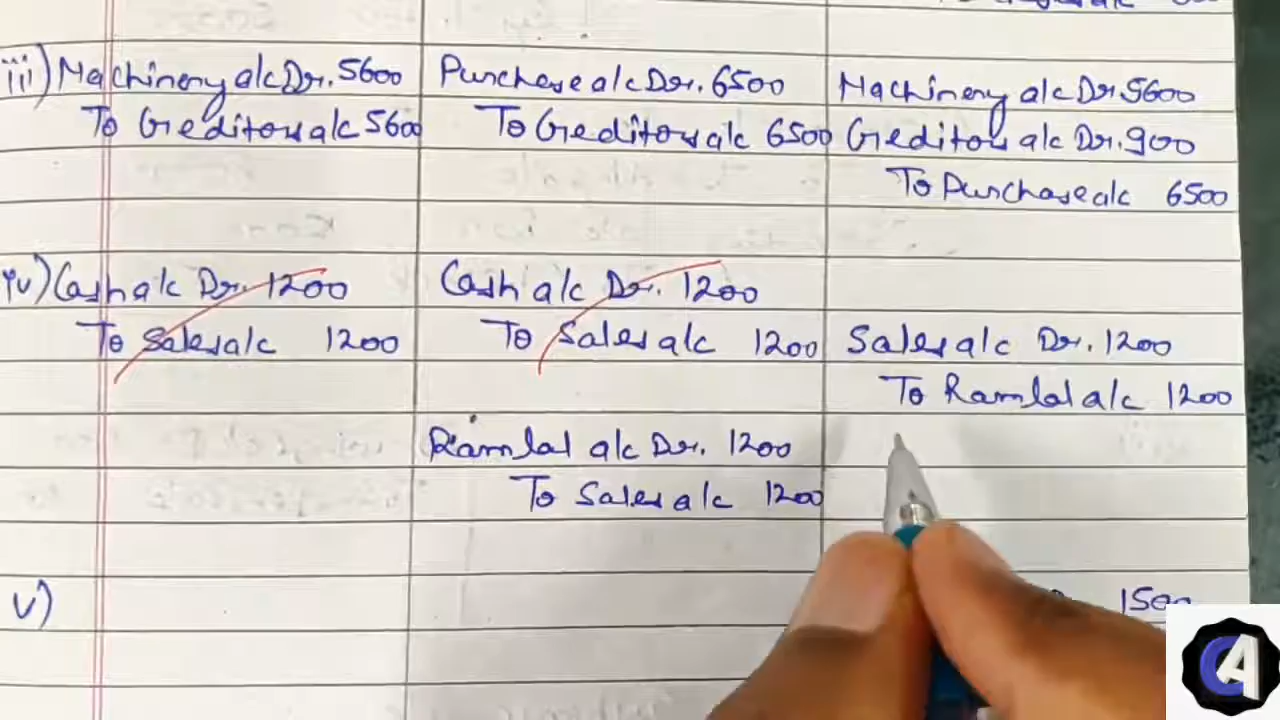 iii) Machinery a/c Dr. 5600 Purchase a/c Dr. 6500 Machinery a/c Dr. 5600
To Creditors a/c 5600 To Creditors a/c 6500 Creditors a/c Dr. 900
To Purchase a/c 6500
iv) Cash a/c Dr. 1200 Cash a/c Dr. 1200
To Sales a/c 1200 To Sales a/c 1200 Sales a/c Dr. 1200
To Ramlal a/c 1200
Ramlal a/c Dr. 1200
To Sales a/c 1200
v) 1500
CA